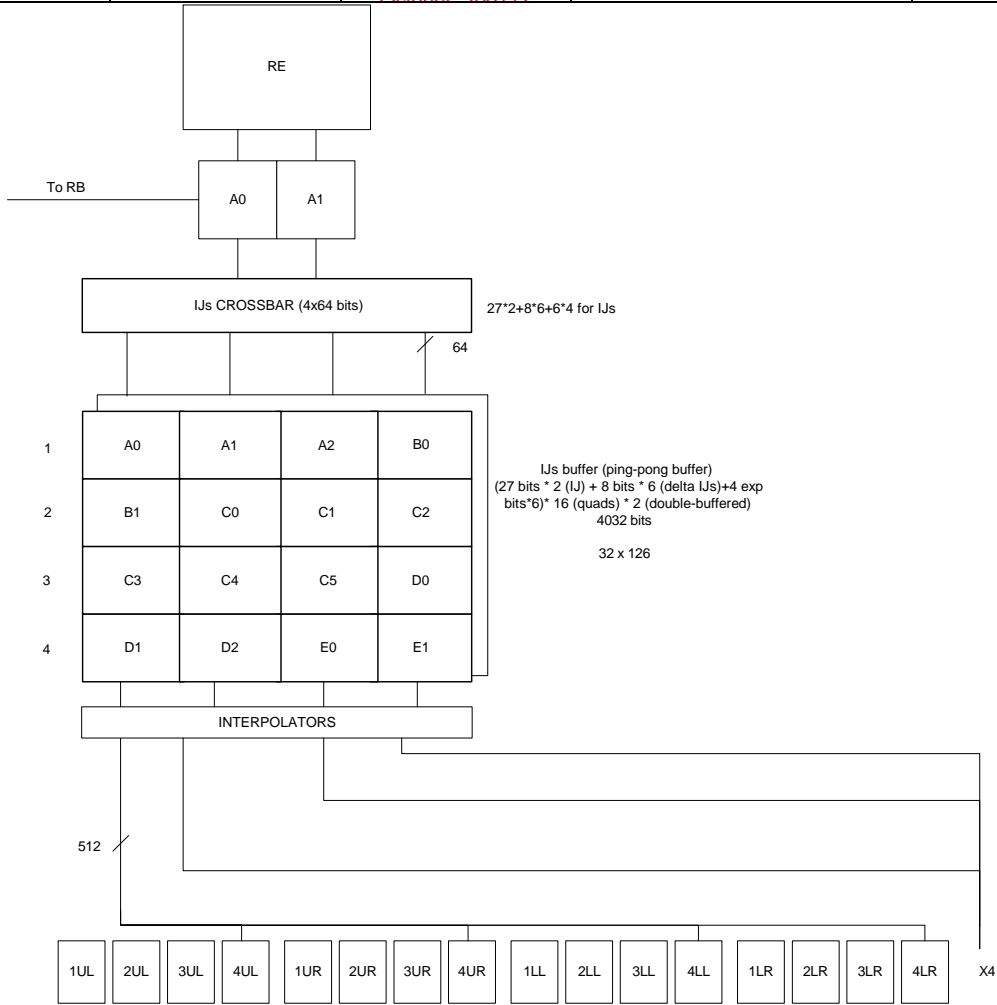 RE
To RB
A0 A1
IJs CROSSBAR (4x64 bits)
27*2+8*6+6*4 for IJs
64
1 A0 A1 A2 B0
2 B1 C0 C1 C2
3 C3 C4 C5 D0
4 D1 D2 E0 E1
IJs buffer (ping-pong buffer)
(27 bits * 2 (IJ) + 8 bits * 6 (delta IJs)+4 exp
bits*6)* 16 (quads) * 2 (double-buffered)
4032 bits
32 x 126
INTERPOLATORS
512
1UL 2UL 3UL 4UL 1UR 2UR 3UR 4UR 1LL 2LL 3LL 4LL 1LR 2LR 3LR 4LR X4